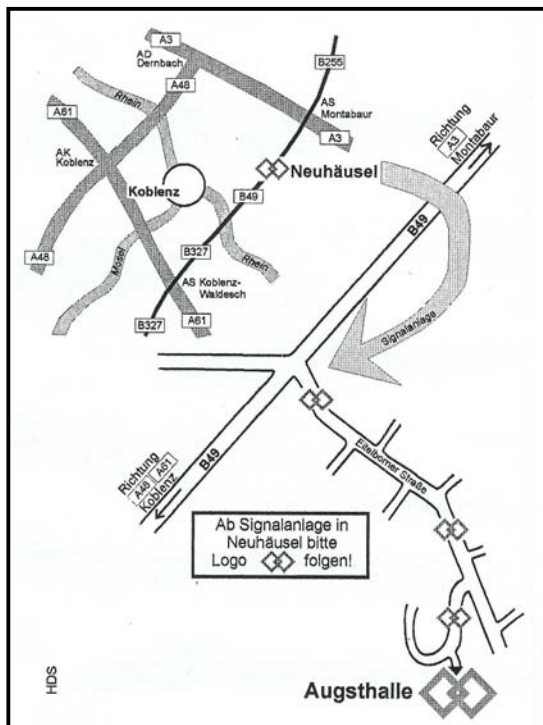 A3
AD
Dernbach
B255
A48
Rhein
A61
AS
Montabaur
A3
AK
Koblenz
Neuhäusel
Koblenz
B49
Richtung
A3
Montabaur
B49
A48
Mosel
B327
Rhein
AS Koblenz-
Waldesch
B327
A61
Signalanlage
Eitelborner Straße
Richtung
A48 A61
Koblenz
B49
Ab Signalanlage in
Neuhäusel bitte
Logo folgen!
HDS
Augsthalle